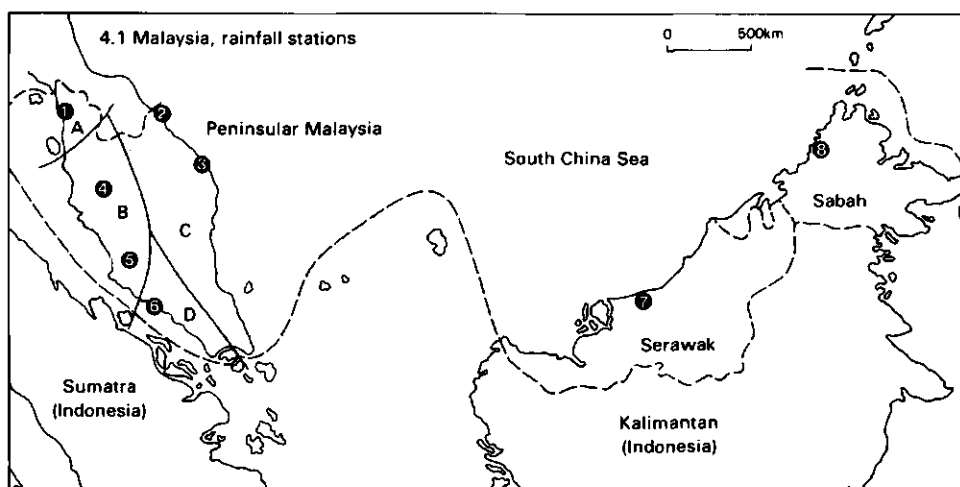 4.1 Malaysia, rainfall stations
0 500km
1
A
2
Peninsular Malaysia
3
South China Sea
8
4
B
Sabah
C
5
6
D
7
Serawak
Sumatra
(Indonesia)
Kalimantan
(Indonesia)